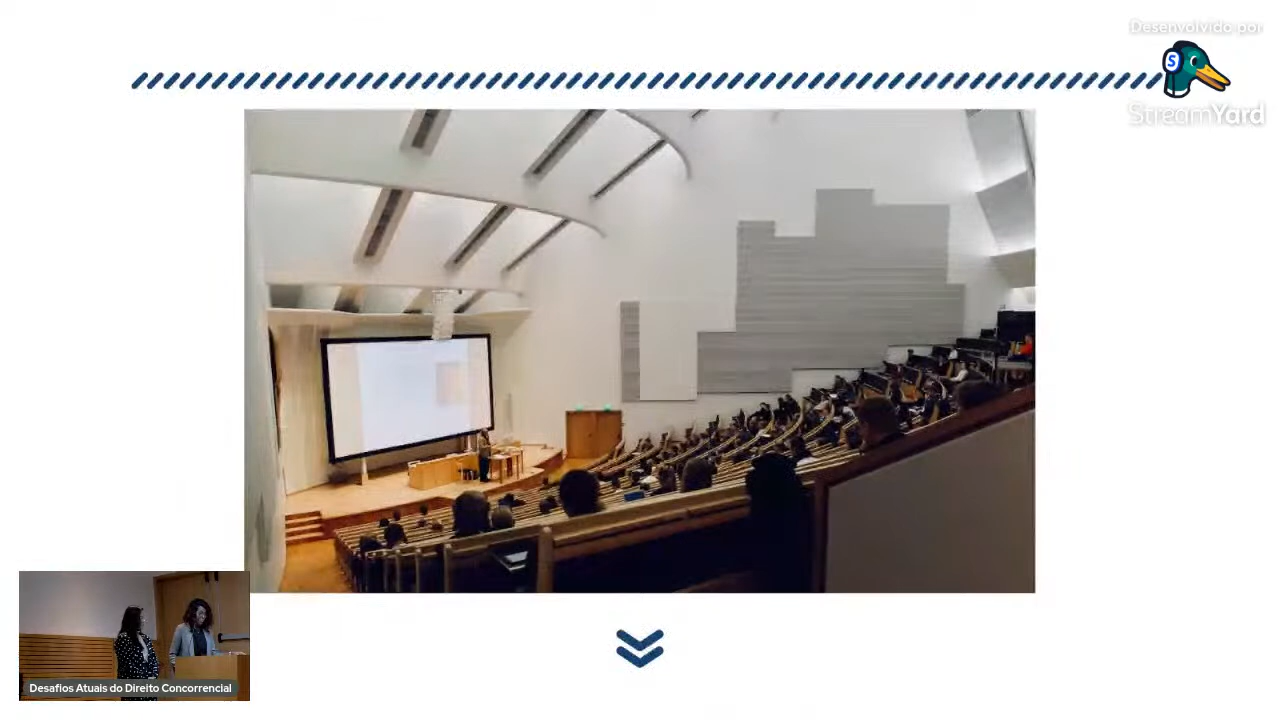 Desenvolvido por
StreamYard
Desafios Atuais do Direito Concorrencial